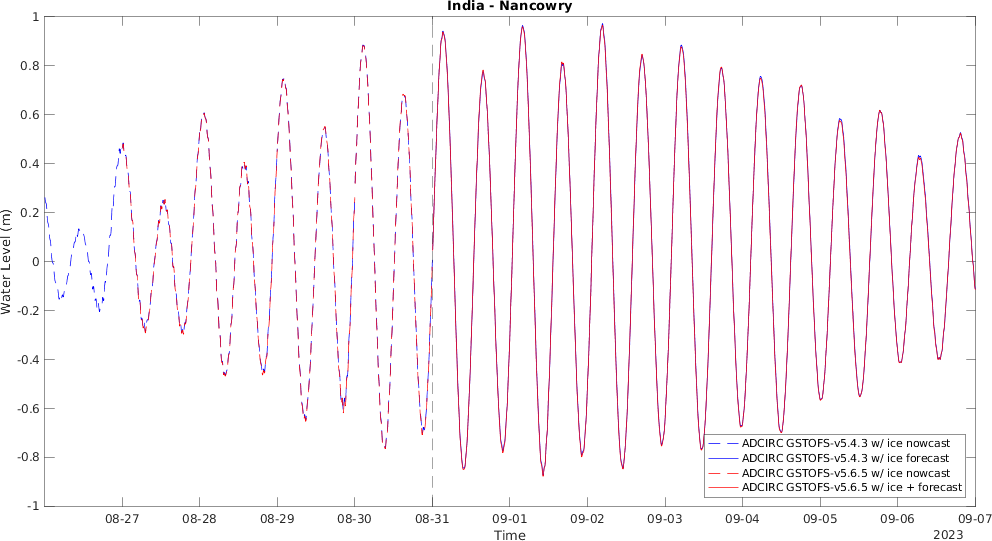 India - Nancowry
1
0.8
0.6
0.4
0.2
0
-0.2
-0.4
-0.6
-0.8
-1
Water Level (m)
ADCIRC GSTOFS-v5.4.3 w/ ice nowcast
ADCIRC GSTOFS-v5.4.3 w/ ice forecast
ADCIRC GSTOFS-v5.6.5 w/ ice nowcast
ADCIRC GSTOFS-v5.6.5 w/ ice + forecast
08-27 08-28 08-29 08-30 08-31 09-01 09-02 09-03 09-04 09-05 09-06 09-07
Time
2023